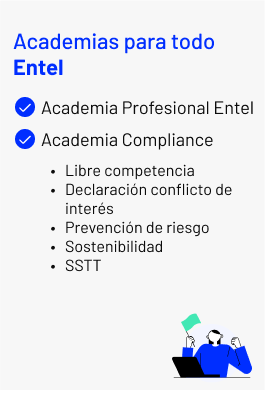 Academias para todo
Entel
Academia Profesional Entel
Academia Compliance
• Libre competencia
• Declaración conflicto de
interés
• Prevención de riesgo
• Sostenibilidad
• SSTT